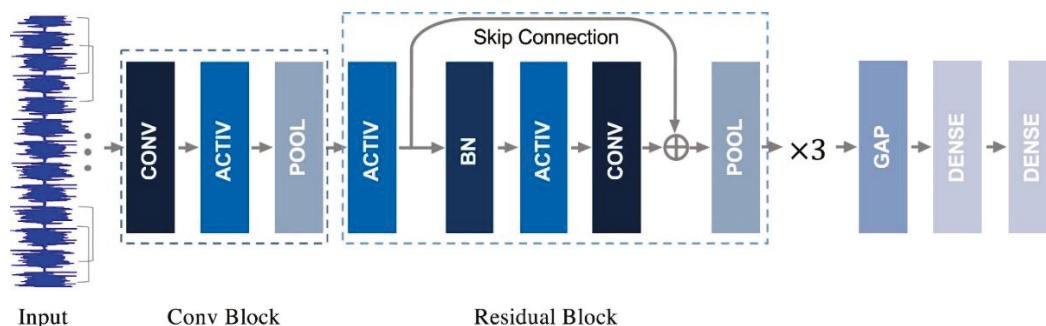 Skip Connection
CONV
ACTIV
POOL
ACTIV
BN
ACTIV
CONV
POOL
×3
GAP
DENSE
DENSE
Input
Conv Block
Residual Block